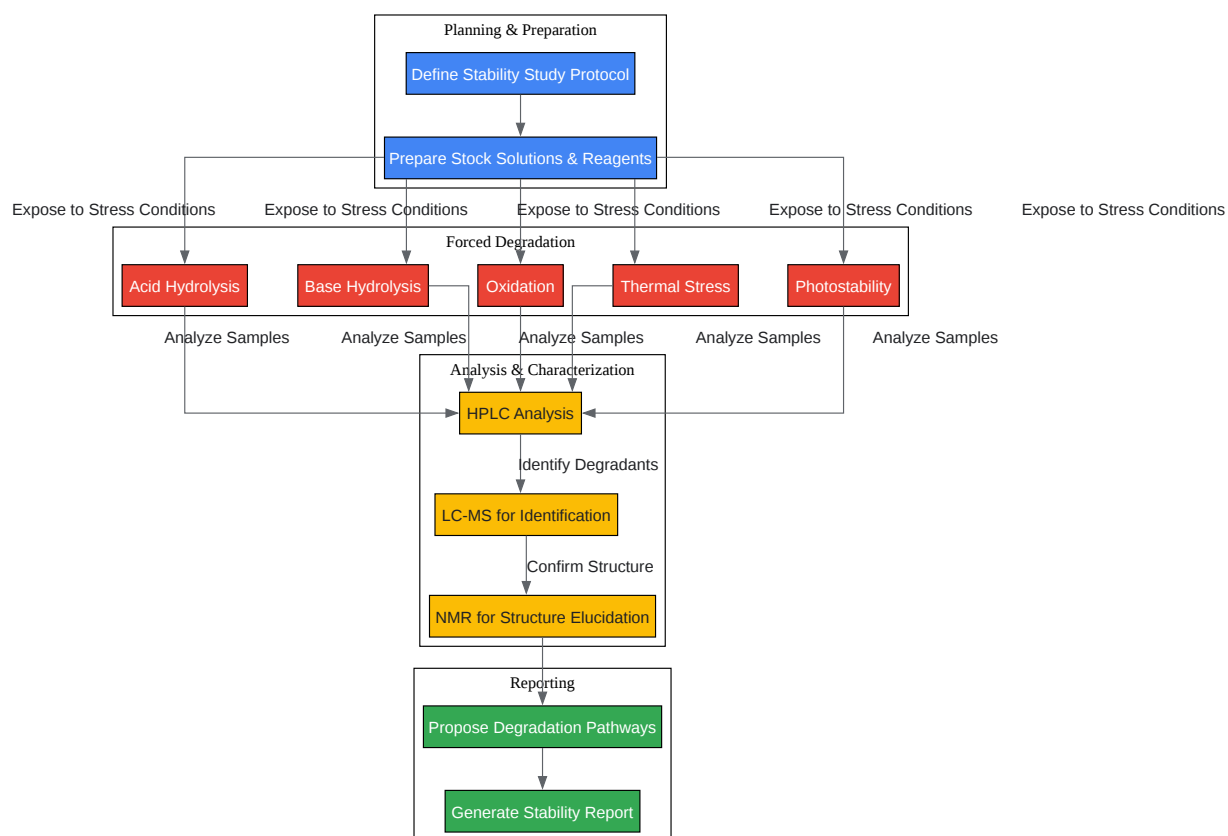 Planning & Preparation
Define Stability Study Protocol
Prepare Stock Solutions & Reagents
Expose to Stress Conditions
Expose to Stress Conditions
Expose to Stress Conditions
Expose to Stress Conditions
Expose to Stress Conditions
Forced Degradation
Acid Hydrolysis
Base Hydrolysis
Oxidation
Thermal Stress
Photostability
Analyze Samples
Analyze Samples
Analyze Samples
Analyze Samples
Analyze Samples
Analysis & Characterization
HPLC Analysis
Identify Degradants
LC-MS for Identification
Confirm Structure
NMR for Structure Elucidation
Reporting
Propose Degradation Pathways
Generate Stability Report